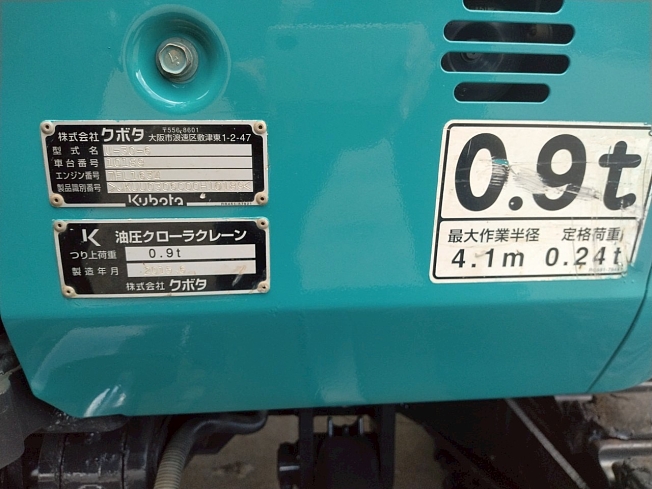 株式会社 クボタ 〒556-8601 大阪市浪速区敷津東1-2-47
型式名
車台番号
エンジン番号
製品識別番号
Kubota
K 油圧クローラクレーン
つり上荷重 0.9t
製造年月
株式会社 クボタ
0.9t
最大作業半径 定格荷重
4.1m 0.24t